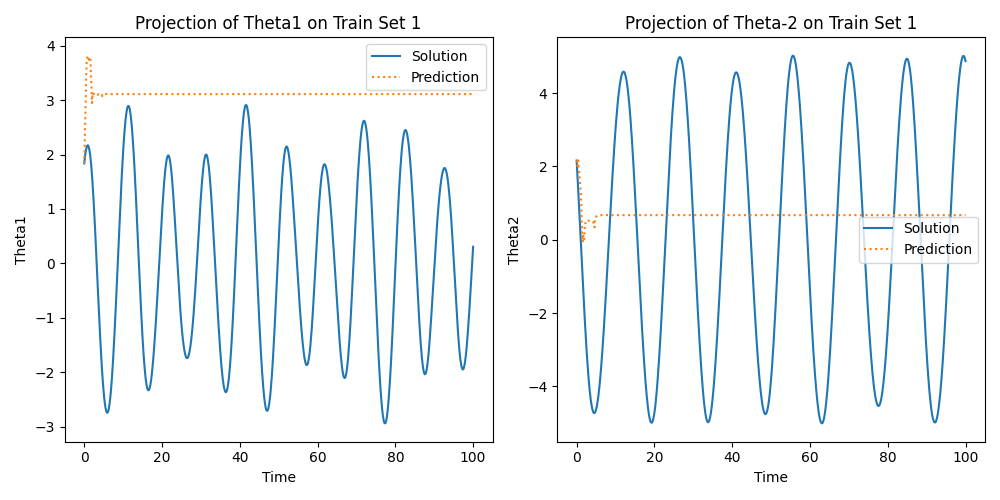 Projection of Theta1 on Train Set 1
Theta1
4
3
2
1
0
−1
−2
−3
0
20
40
60
80
100
Time
Solution
Prediction
Projection of Theta-2 on Train Set 1
Theta2
4
2
0
−2
−4
0
20
40
60
80
100
Time
Solution
Prediction